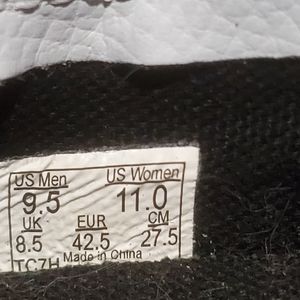 US Men US Women
9.5 11.0
UK EUR CM
8.5 42.5 27.5
TC7H Made in China